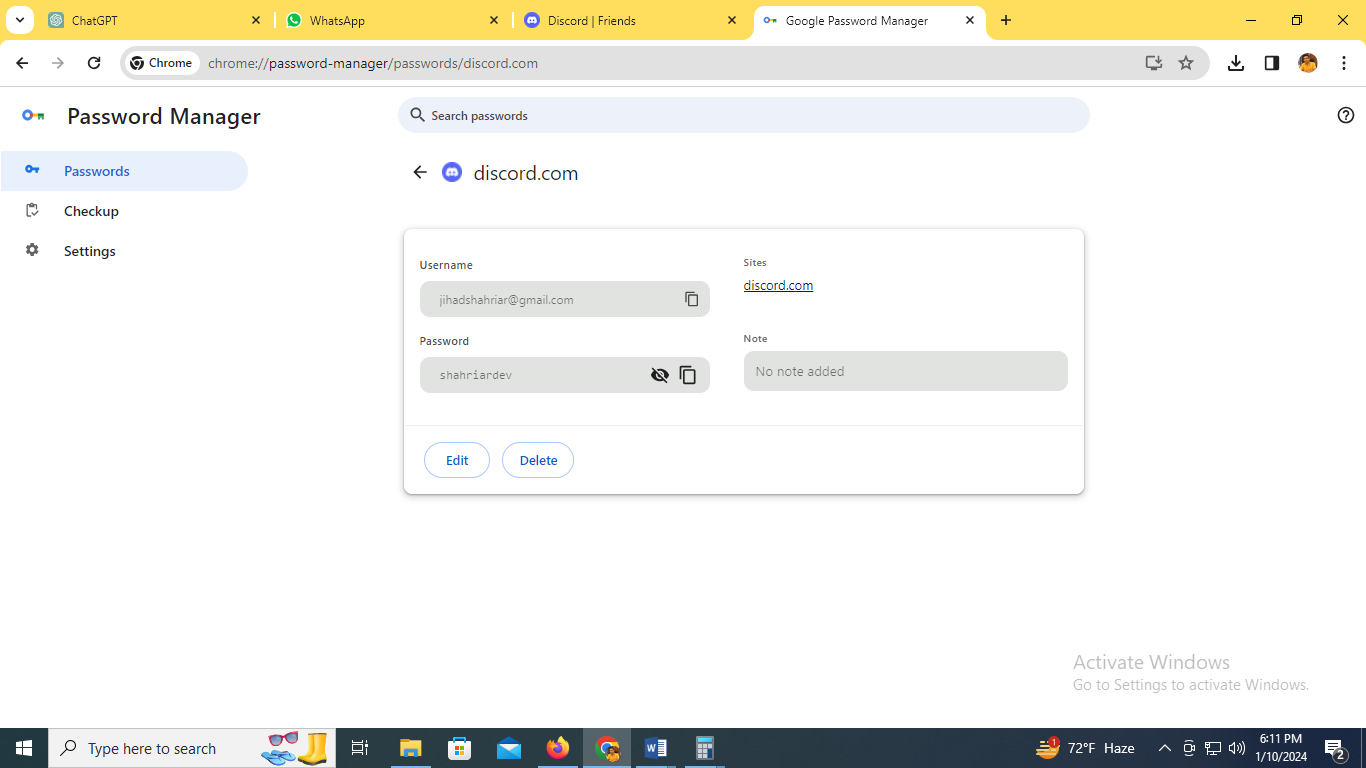 ChatGPT
WhatsApp
Discord | Friends
Google Password Manager
Chrome
chrome://password-manager/passwords/discord.com
Password Manager
Search passwords
Passwords
Checkup
Settings
discord.com
Username
jihadshahriar@gmail.com
Sites
discord.com
Password
shahriardev
Note
No note added
Edit
Delete
Activate Windows
Go to Settings to activate Windows.
Type here to search
1
72°F Haze
6:11 PM
1/10/2024
2